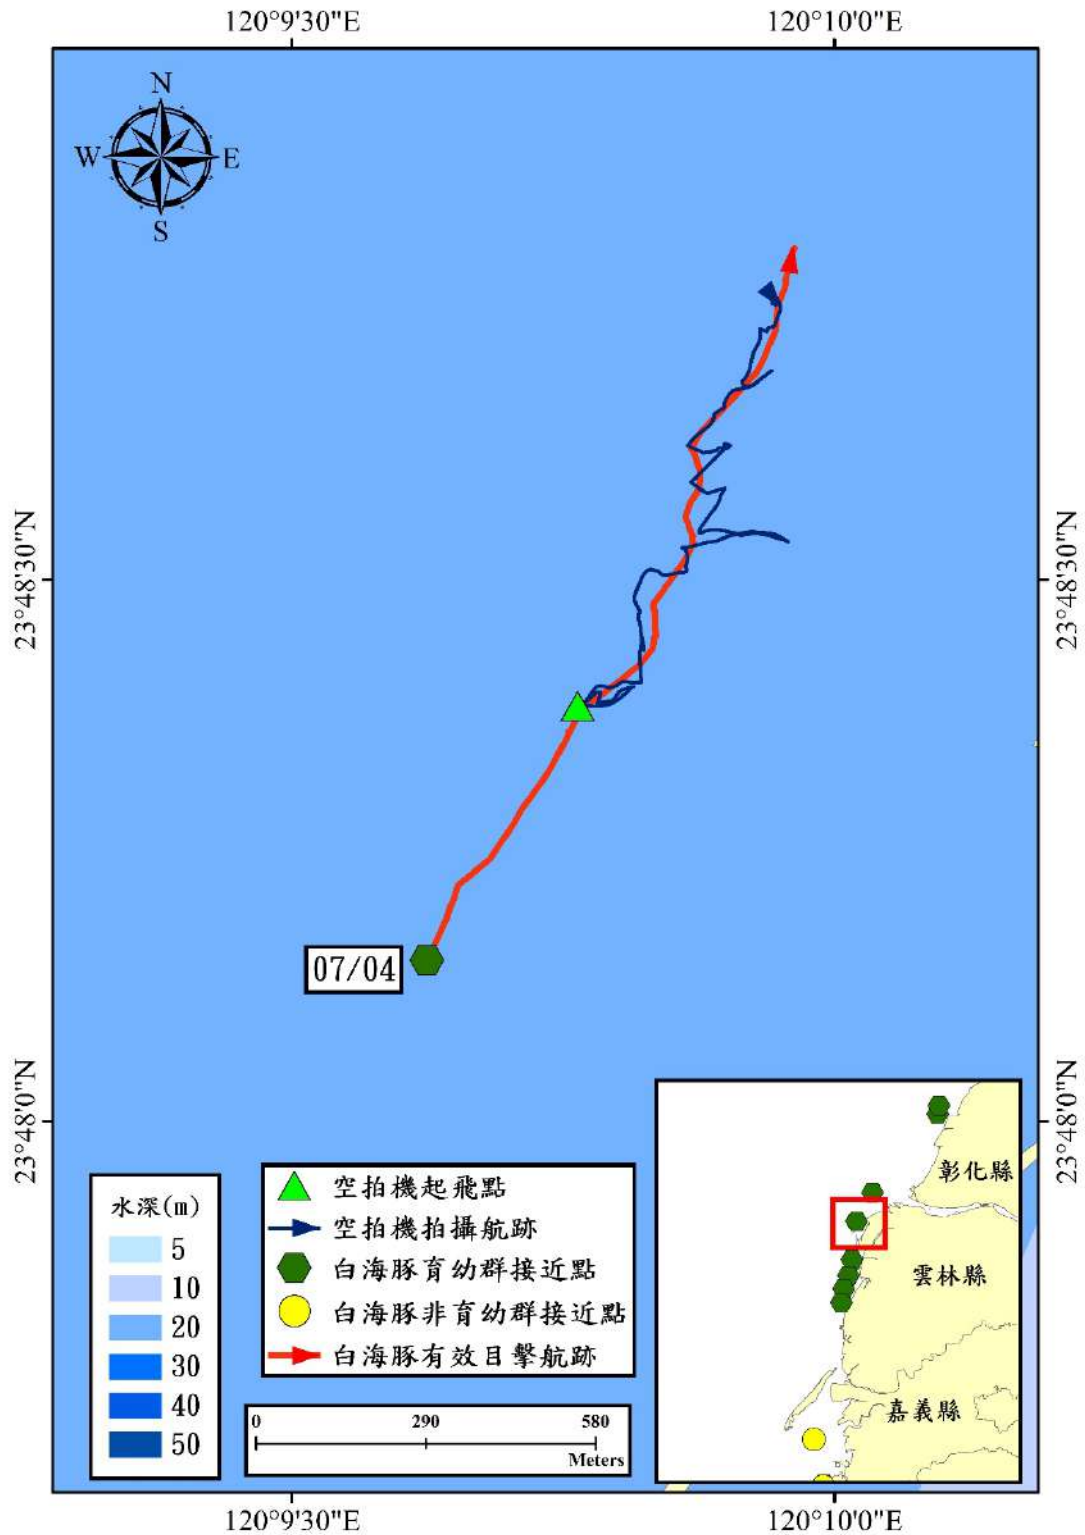 120°9'30"E
120°10'0"E
N
W
E
S
23°48'30"N
23°48'30"N
07/04
23°48'0"N
23°48'0"N
水深(m)
5
10
20
30
40
50
空拍機起飛點
空拍機拍攝航跡
白海豚育幼群接近點
白海豚非育幼群接近點
白海豚有效目擊航跡
0 290 580
Meters
彰化縣
雲林縣
嘉義縣
120°9'30"E
120°10'0"E